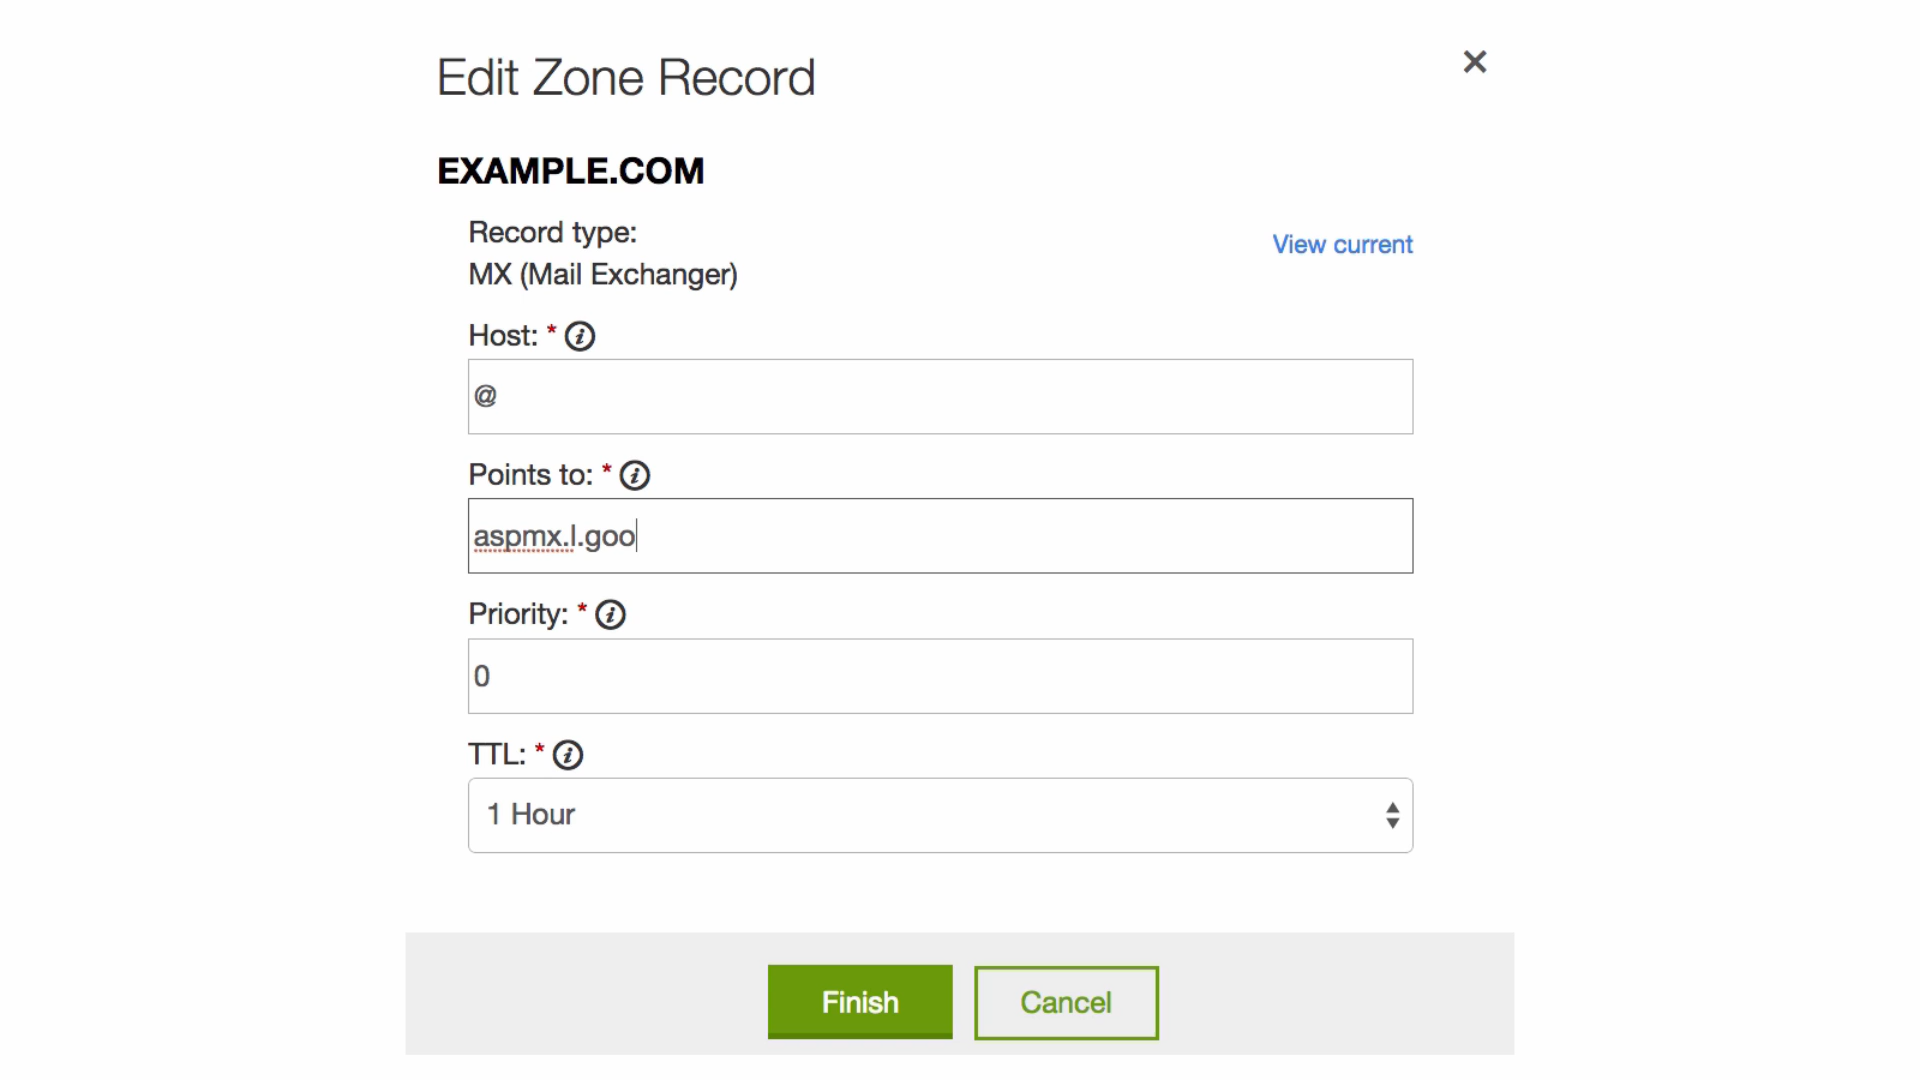 Edit Zone Record
×
EXAMPLE.COM
Record type:
View current
MX (Mail Exchanger)
Host: *
@
Points to: *
aspmx.l.goo
Priority: *
0
TTL: *
1 Hour
Finish
Cancel